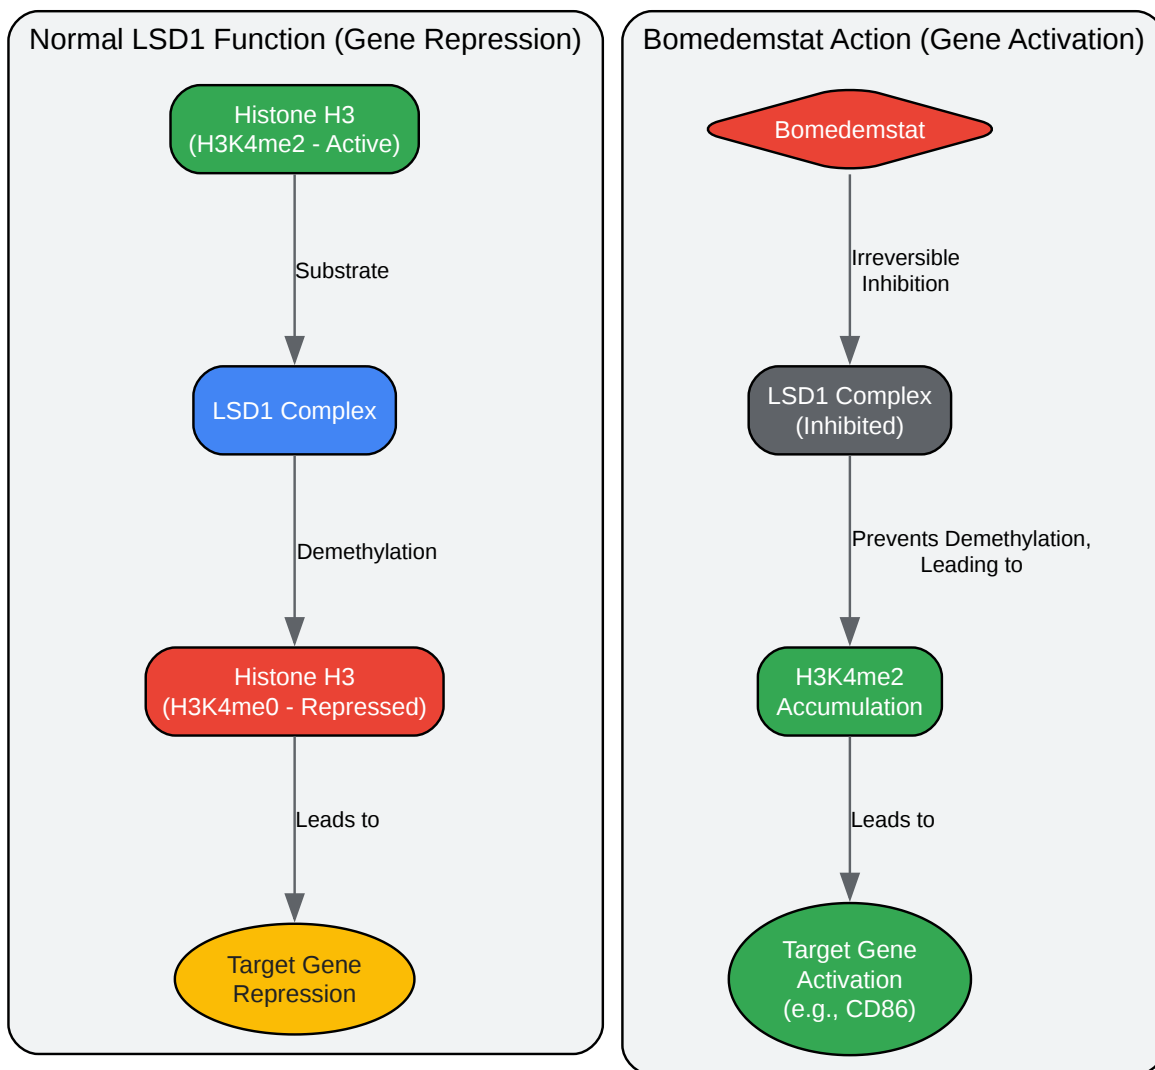 Normal LSD1 Function (Gene Repression)
Histone H3
(H3K4me2 - Active)
Substrate
LSD1 Complex
Demethylation
Histone H3
(H3K4me0 - Repressed)
Leads to
Target Gene
Repression
Bomedemstat Action (Gene Activation)
Bomedemstat
Irreversible
Inhibition
LSD1 Complex
(Inhibited)
Prevents Demethylation,
Leading to
H3K4me2
Accumulation
Leads to
Target Gene
Activation
(e.g., CD86)